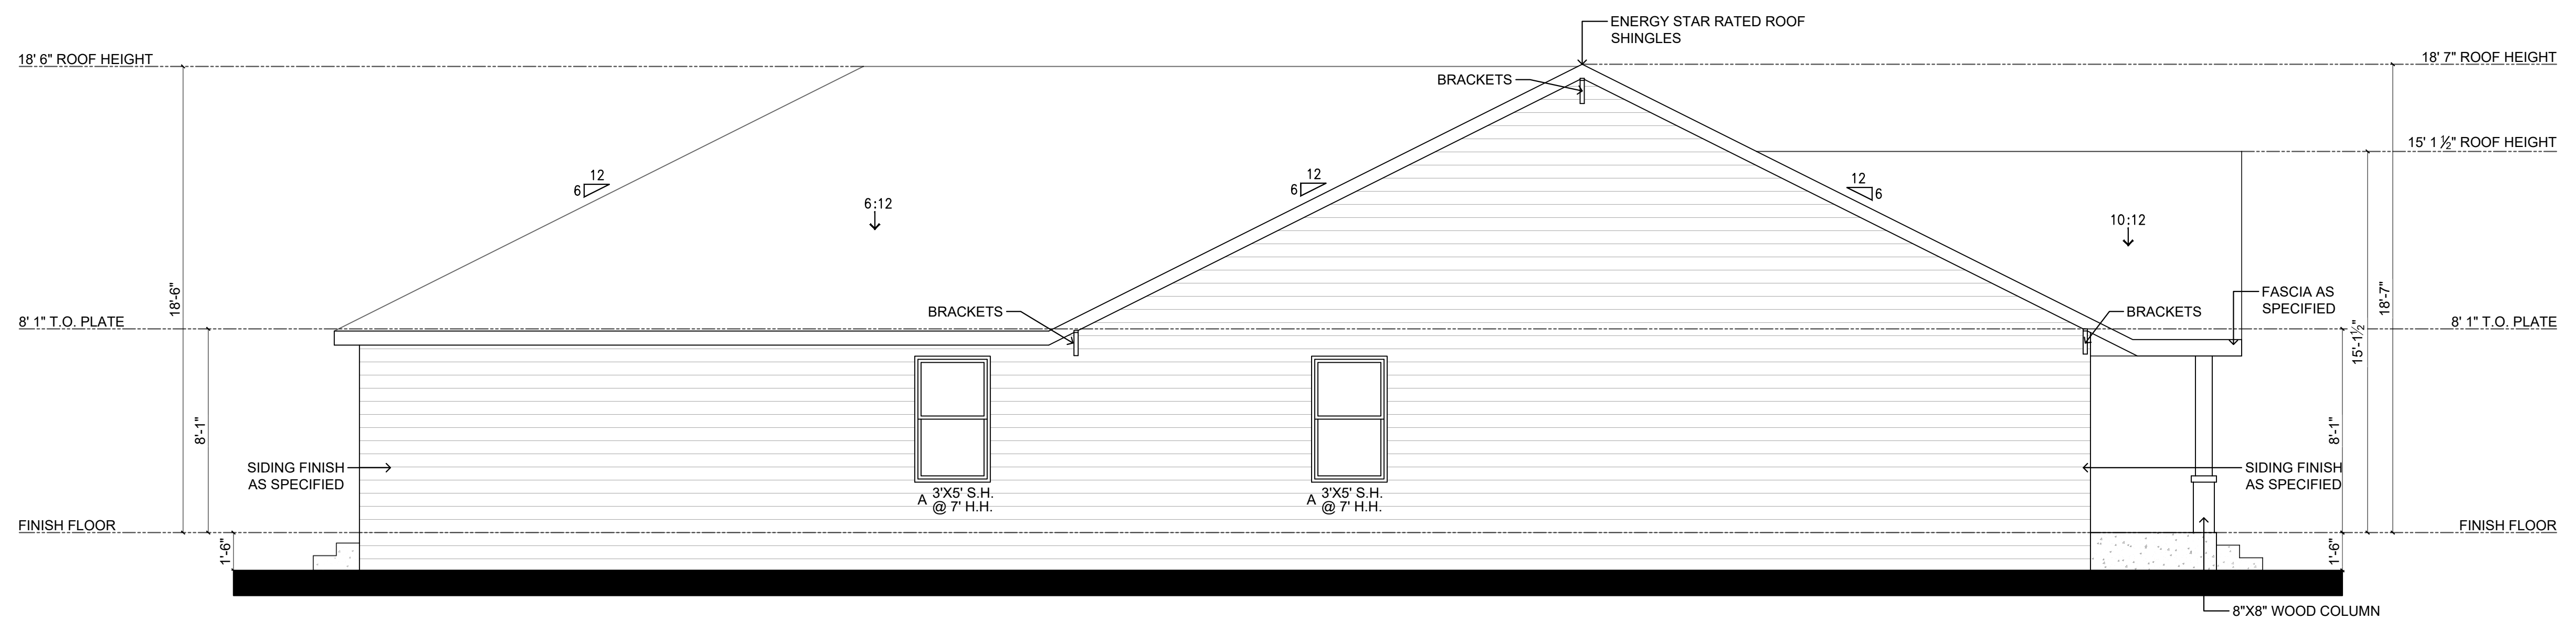 ENERGY STAR RATED ROOF
SHINGLES
18' 6" ROOF HEIGHT
18' 7" ROOF HEIGHT
BRACKETS
15' 1 ½" ROOF HEIGHT
12
6
12
6
12
6
6:12
10:12
18'-6"
18'-7"
FASCIA AS
SPECIFIED
BRACKETS
BRACKETS
8' 1" T.O. PLATE
8' 1" T.O. PLATE
15'-1½"
8'-1"
8'-1"
SIDING FINISH
AS SPECIFIED
SIDING FINISH
AS SPECIFIED
A 3'X5' S.H.
@ 7' H.H.
A 3'X5' S.H.
@ 7' H.H.
FINISH FLOOR
FINISH FLOOR
1'-6"
1'-6"
8"X8" WOOD COLUMN